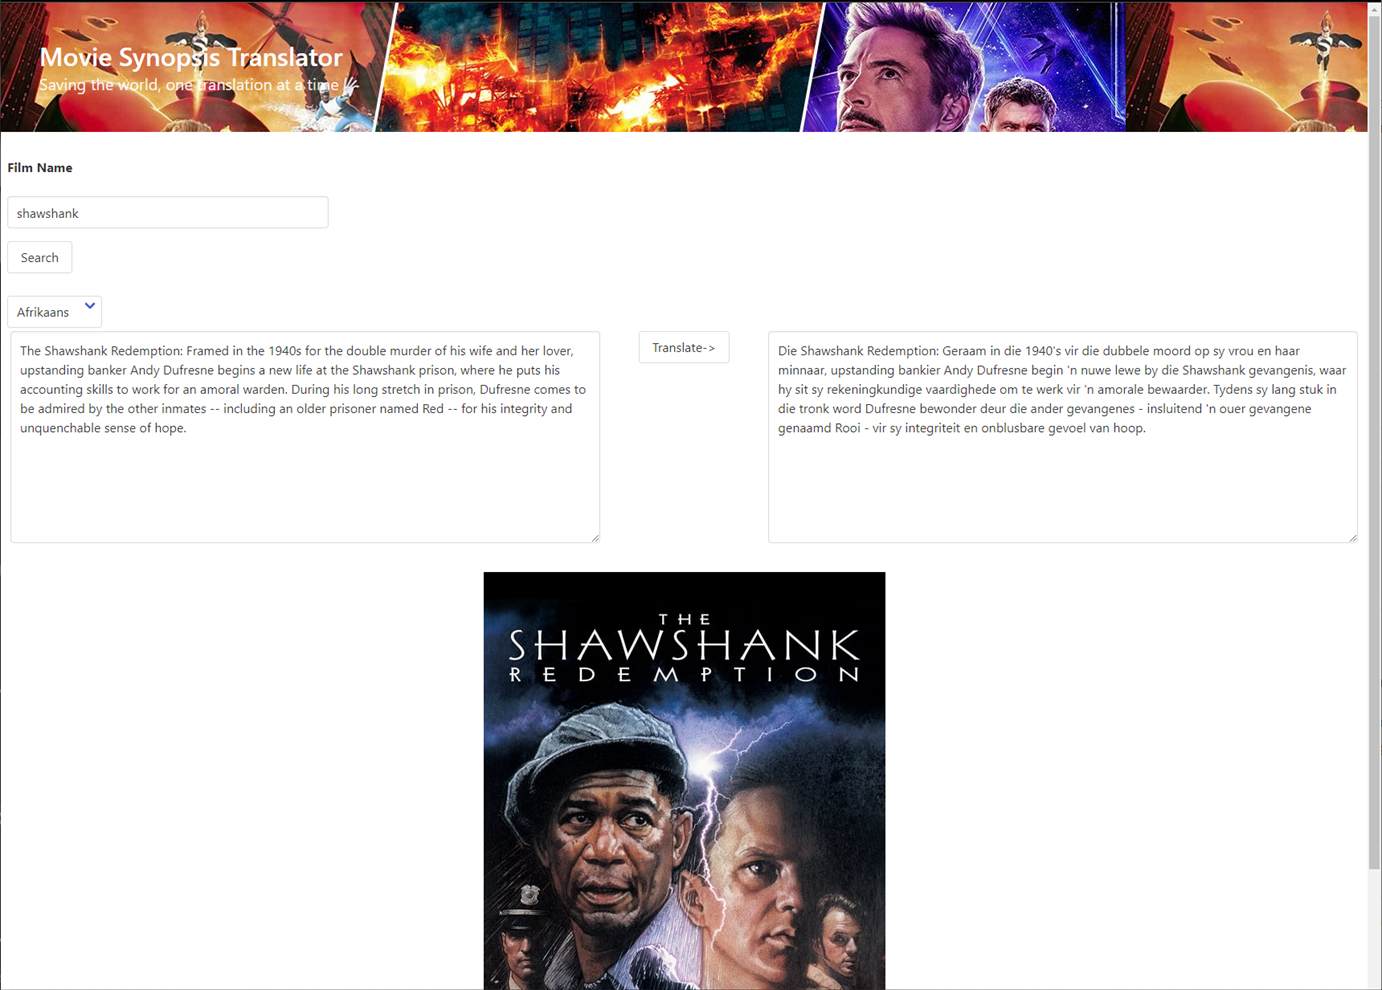 Movie Synopsis Translator
Saving the world, one translation at a time
Film Name
shawshank
Search
Afrikaans
The Shawshank Redemption: Framed in the 1940s for the double murder of his wife and her lover,
upstanding banker Andy Dufresne begins a new life at the Shawshank prison, where he puts his
accounting skills to work for an amoral warden. During his long stretch in prison, Dufresne comes to
be admired by the other inmates -- including an older prisoner named Red -- for his integrity and
unquenchable sense of hope.
Translate->
Die Shawshank Redemption: Geraam in die 1940's vir die dubbele moord op sy vrou en haar
minnaar, upstanding bankier Andy Dufresne begin 'n nuwe lewe by die Shawshank gevangenis, waar
hy sit sy rekeningkundige vaardighede om te werk vir 'n amorale bewaarder. Tydens sy lang stuk in
die tronk word Dufresne bewonder deur die ander gevangenes - insluitend 'n ouer gevangene
genaamd Rooi - vir sy integriteit en onblusbare gevoel van hoop.
THE
SHAWSHANK
REDEMPTION